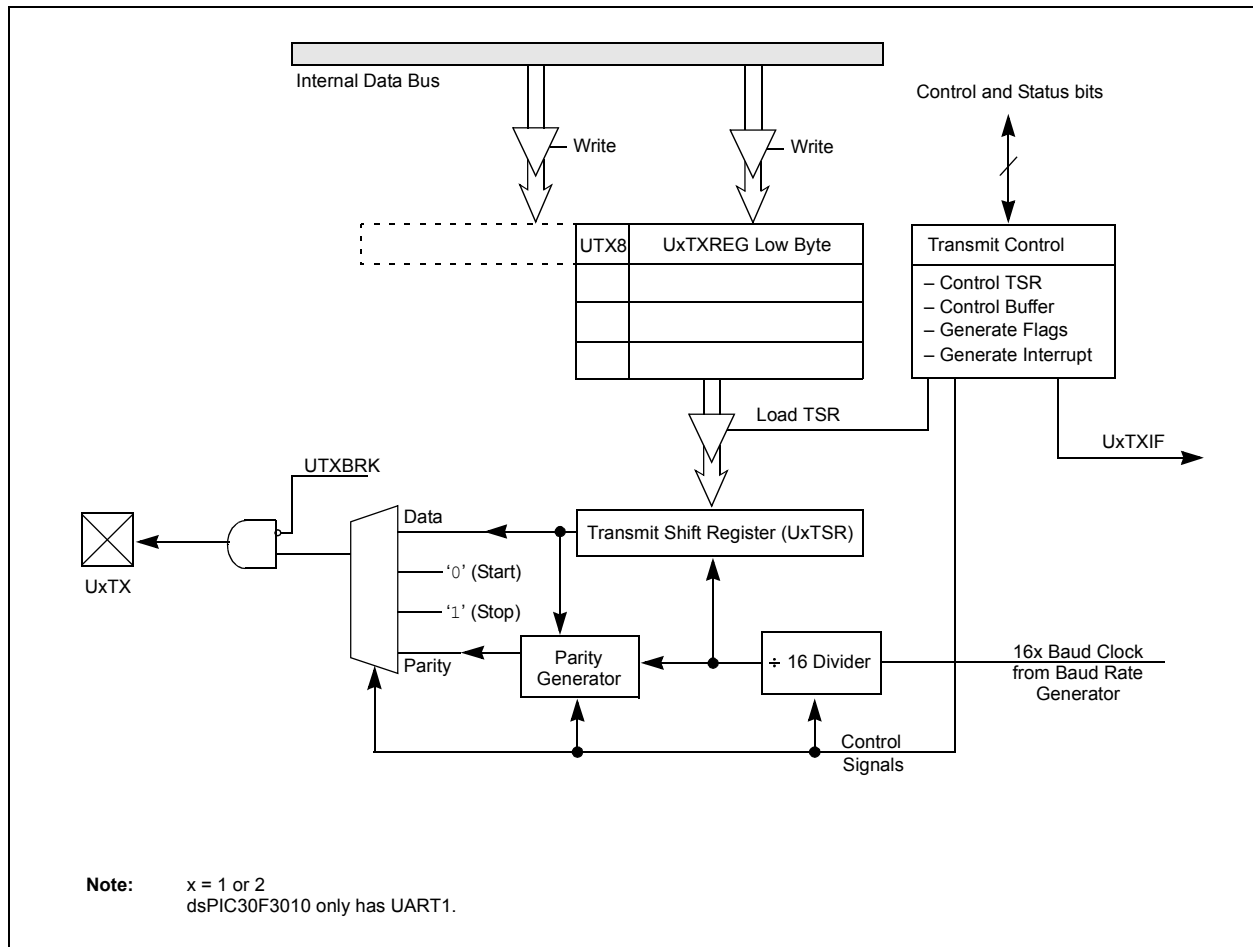 Internal Data Bus
Control and Status bits
Write
Write
UTX8
UxTXREG Low Byte
Transmit Control
– Control TSR
– Control Buffer
– Generate Flags
– Generate Interrupt
Load TSR
UxTXIF
UTXBRK
Data
Transmit Shift Register (UxTSR)
UxTX
‘0’ (Start)
‘1’ (Stop)
Parity
Parity
Generator
÷ 16 Divider
16x Baud Clock
from Baud Rate
Generator
Control
Signals
Note: x = 1 or 2
dsPIC30F3010 only has UART1.